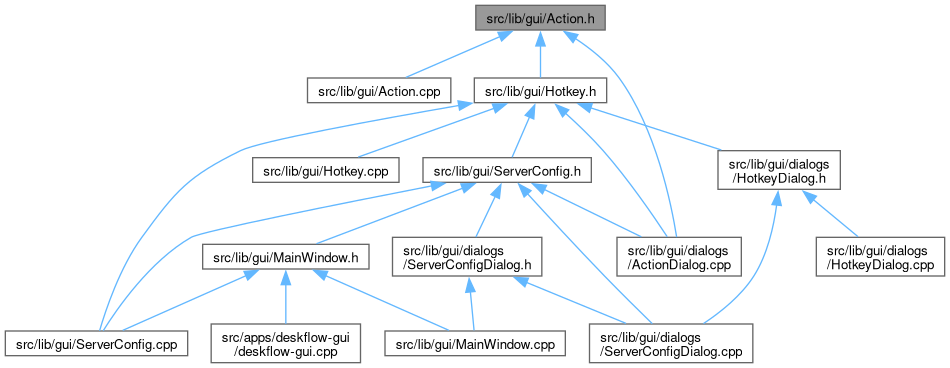 src/lib/gui/Action.h
src/lib/gui/Action.cpp
src/lib/gui/Hotkey.h
src/lib/gui/Hotkey.cpp
src/lib/gui/ServerConfig.h
src/lib/gui/dialogs
/HotkeyDialog.h
src/lib/gui/MainWindow.h
src/lib/gui/dialogs
/ServerConfigDialog.h
src/lib/gui/dialogs
/ActionDialog.cpp
src/lib/gui/dialogs
/HotkeyDialog.cpp
src/lib/gui/ServerConfig.cpp
src/apps/deskflow-gui
/deskflow-gui.cpp
src/lib/gui/MainWindow.cpp
src/lib/gui/dialogs
/ServerConfigDialog.cpp